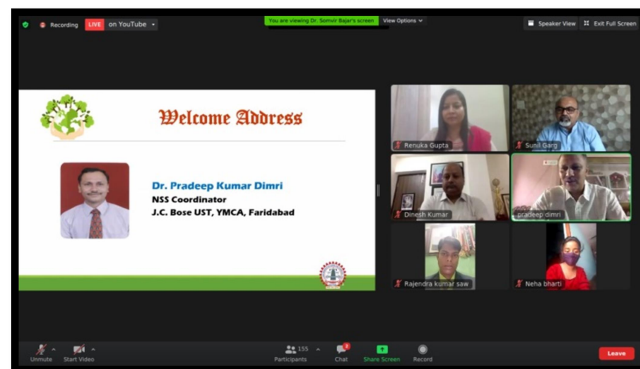 Recording
LIVE on YouTube
You are viewing Dr. Somvir Bajar's screen
View Options
Speaker View
Exit Full Screen
Welcome Address
Dr. Pradeep Kumar Dimri
NSS Coordinator
J.C. Bose UST, YMCA, Faridabad
Renuka Gupta
Sunil Garg
Dinesh Kumar
pradeep dimri
Rajendra kumar saw
Neha bharti
Unmute
Start Video
155
Participants
Chat
Share Screen
Record
Leave